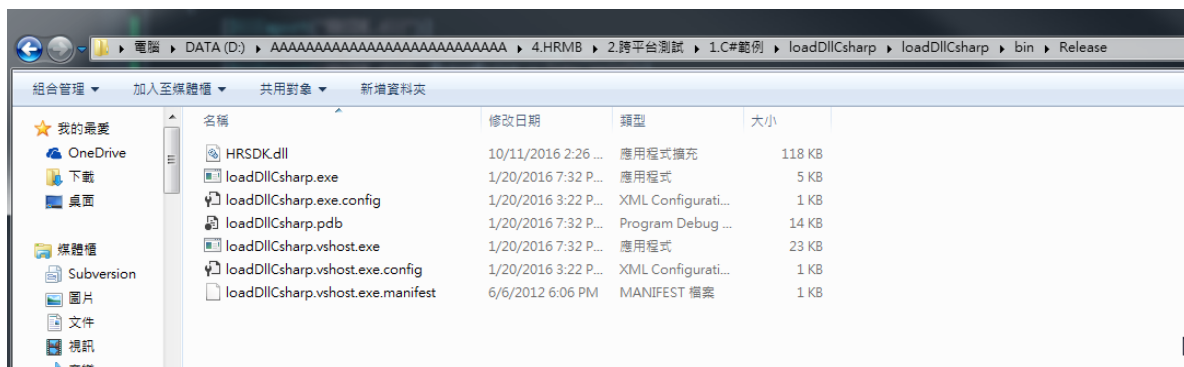 電腦 ▸ DATA (D:) ▸ AAAAAAAAAAAAAAAAAAAAAAAAAAA ▸ 4.HRMB ▸ 2.跨平台測試 ▸ 1.C#範例 ▸ loadDllCsharp ▸ loadDllCsharp ▸ bin ▸ Release
組合管理 加入至媒體櫃 共用對象 新增資料夾
我的最愛
OneDrive
下載
桌面
媒體櫃
Subversion
圖片
文件
視訊
名稱 修改日期 類型 大小
HRSDK.dll 10/11/2016 2:26 ... 應用程式擴充 118 KB
loadDllCsharp.exe 1/20/2016 7:32 P... 應用程式 5 KB
loadDllCsharp.exe.config 1/20/2016 3:22 P... XML Configurati... 1 KB
loadDllCsharp.pdb 1/20/2016 7:32 P... Program Debug ... 14 KB
loadDllCsharp.vshost.exe 1/20/2016 7:32 P... 應用程式 23 KB
loadDllCsharp.vshost.exe.config 1/20/2016 3:22 P... XML Configurati... 1 KB
loadDllCsharp.vshost.exe.manifest 6/6/2012 6:06 PM MANIFEST 檔案 1 KB